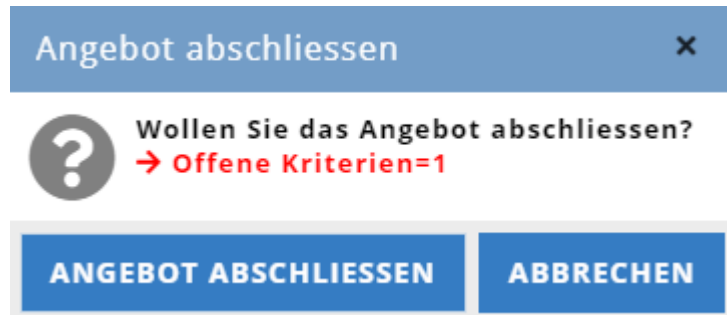 Angebot abschliessen ×
?
Wollen Sie das Angebot abschliessen?
→ Offene Kriterien=1
ANGEBOT ABSCHLIESSEN ABBRECHEN